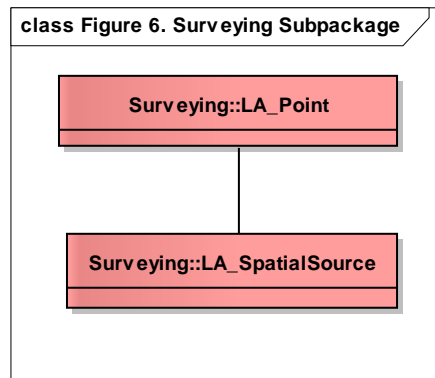 class Figure 6. Surveying Subpackage
Surveying::LA_Point
Surveying::LA_SpatialSource